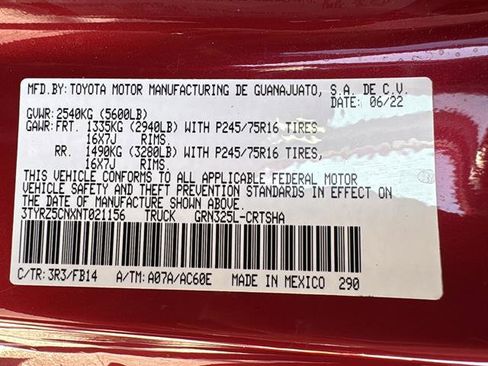 MFD.BY: TOYOTA MOTOR MANUFACTURING DE GUANAJUATO, S.A. DE C.V.
DATE: 06/22
GVWR: 2540KG (5600LB)
GAWR: FRT. 1335KG (2940LB) WITH P245/75R16 TIRES
16X7J RIMS
RR. 1490KG (3280LB) WITH P245/75R16 TIRES,
16X7J RIMS
THIS VEHICLE CONFORMS TO ALL APPLICABLE FEDERAL MOTOR
VEHICLE SAFETY AND THEFT PREVENTION STANDARDS IN EFFECT ON
THE DATE OF MANUFACTURE SHOWN ABOVE.
3TYRZ5CNXNT021156 TRUCK GRN325L-CRTSHA
C/TR: 3R3/FB14 A/TM: A07A/AC60E MADE IN MEXICO 290